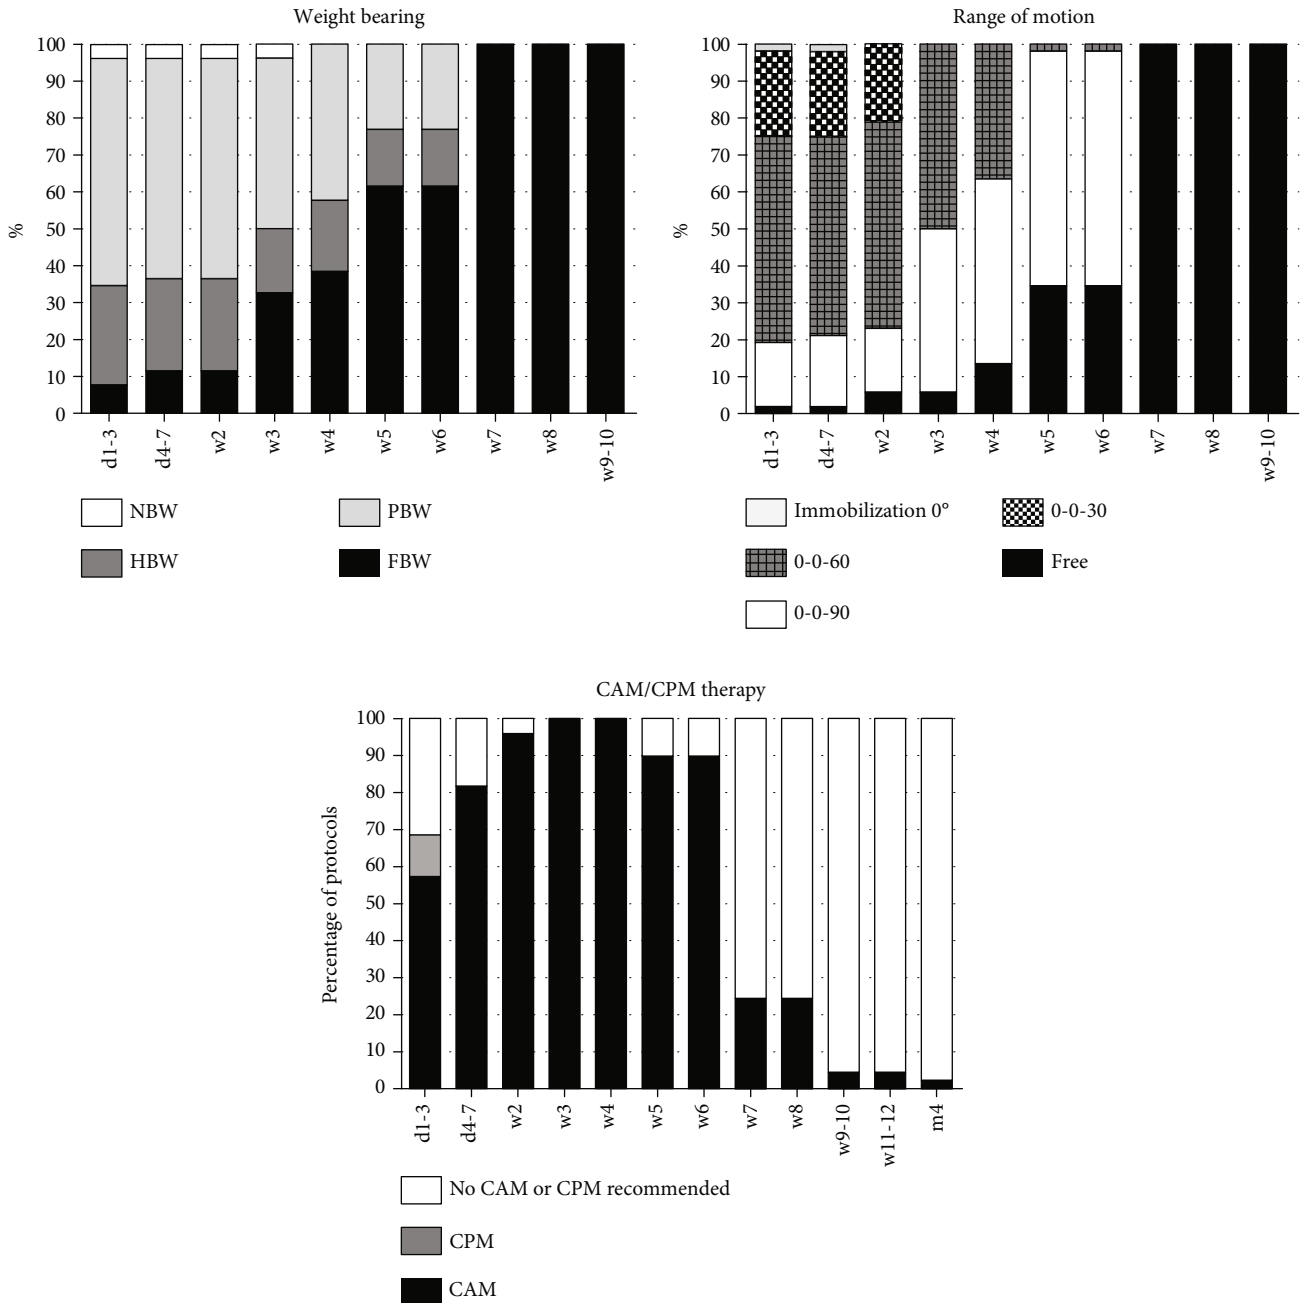 Weight bearing
100
90
80
70
60
50
40
30
20
10
0
%
d1-3
d4-7
w2
w3
w4
w5
w6
w7
w8
w9-10
NBW
PBW
HBW
FBW
Range of motion
100
90
80
70
60
50
40
30
20
10
0
%
d1-3
d4-7
w2
w3
w4
w5
w6
w7
w8
w9-10
Immobilization 0°
0-0-30
0-0-60
Free
0-0-90
CAM/CPM therapy
100
90
80
70
60
50
40
30
20
10
0
Percentage of protocols
d1-3
d4-7
w2
w3
w4
w5
w6
w7
w8
w9-10
w11-12
m4
No CAM or CPM recommended
CPM
CAM